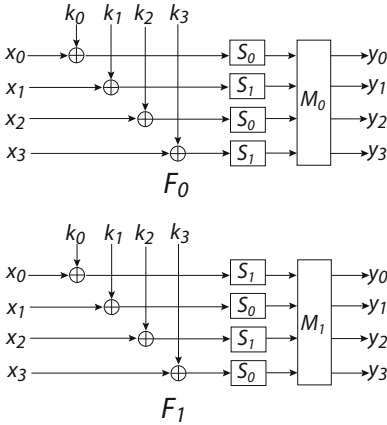 k0 k1 k2 k3
x0 S0 y0
x1 S1 M0 y1
x2 S0 y2
x3 S1 y3
F0
k0 k1 k2 k3
x0 S1 y0
x1 S0 M1 y1
x2 S1 y2
x3 S0 y3
F1